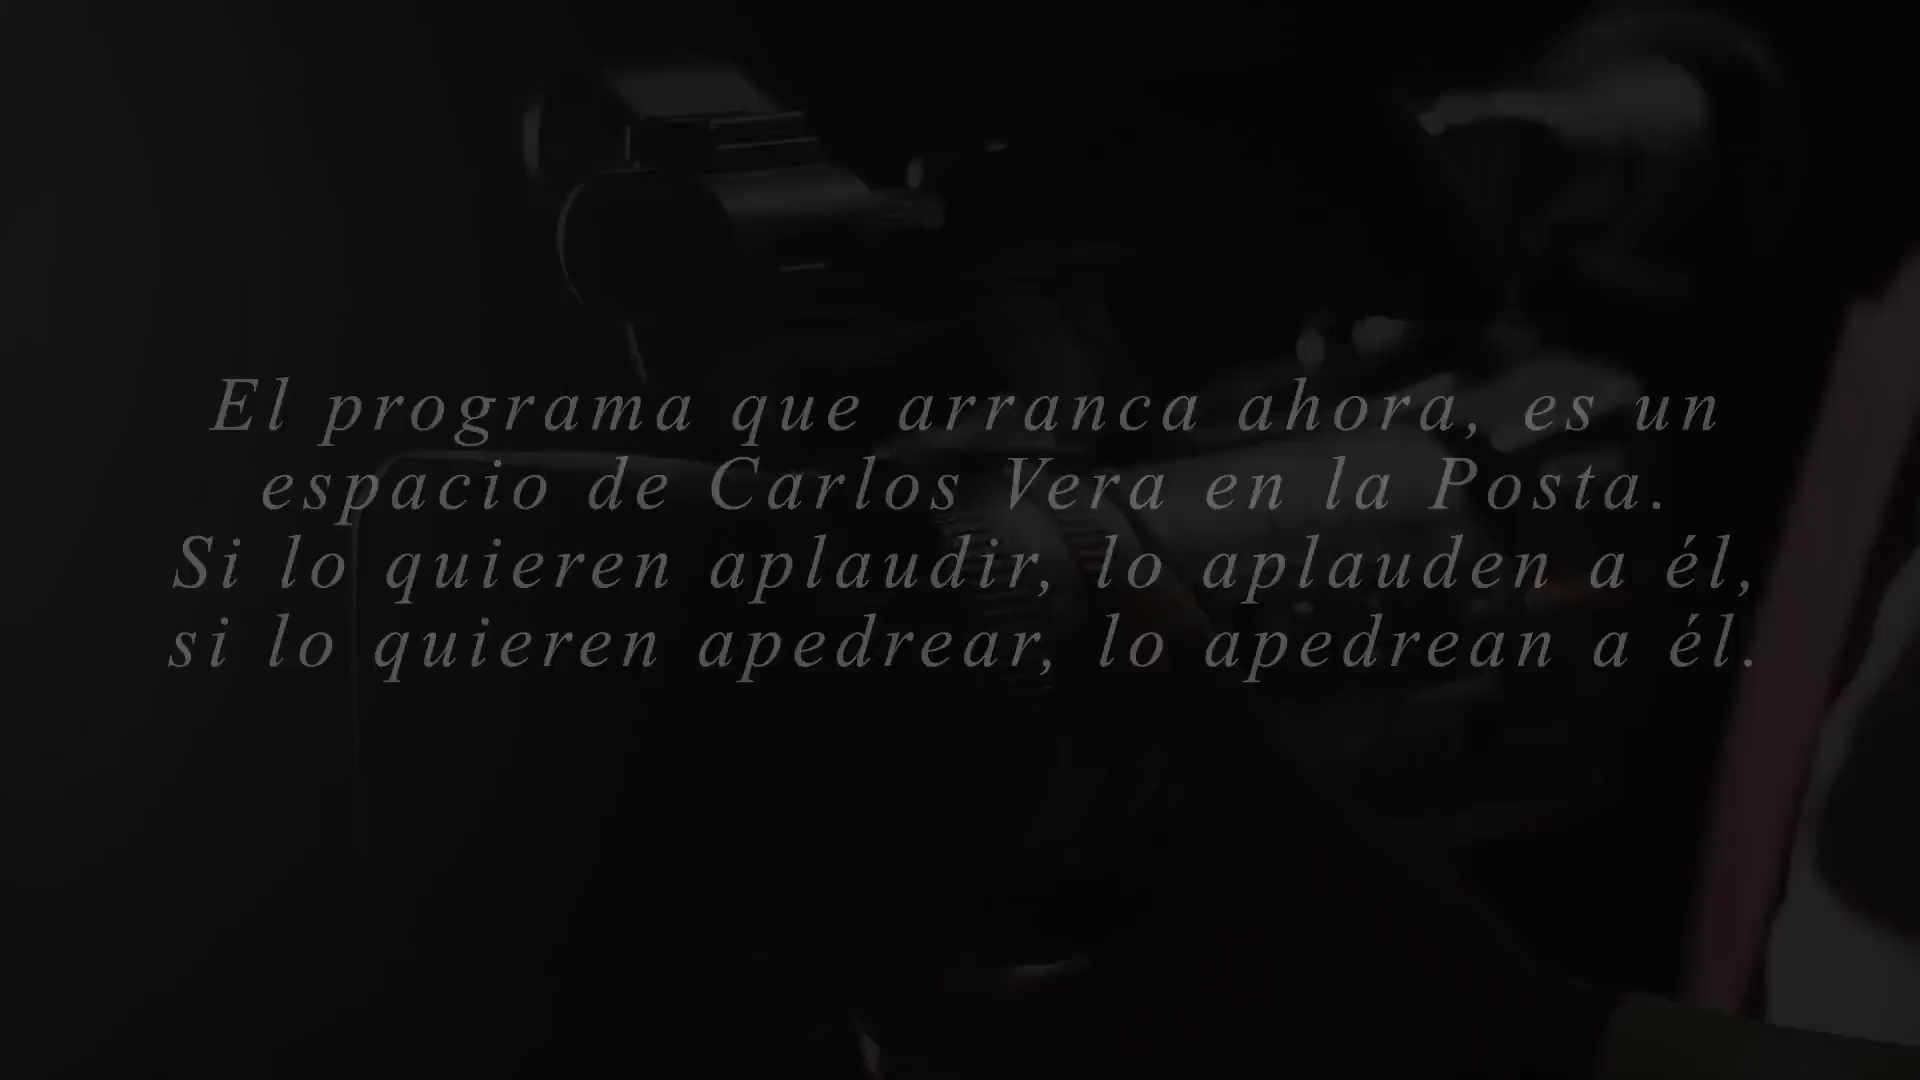 El programa que arranca ahora, es un
espacio de Carlos Vera en la Posta.
Si lo quieren aplaudir, lo aplauden a él,
si lo quieren apedrear, lo apedrean a él.